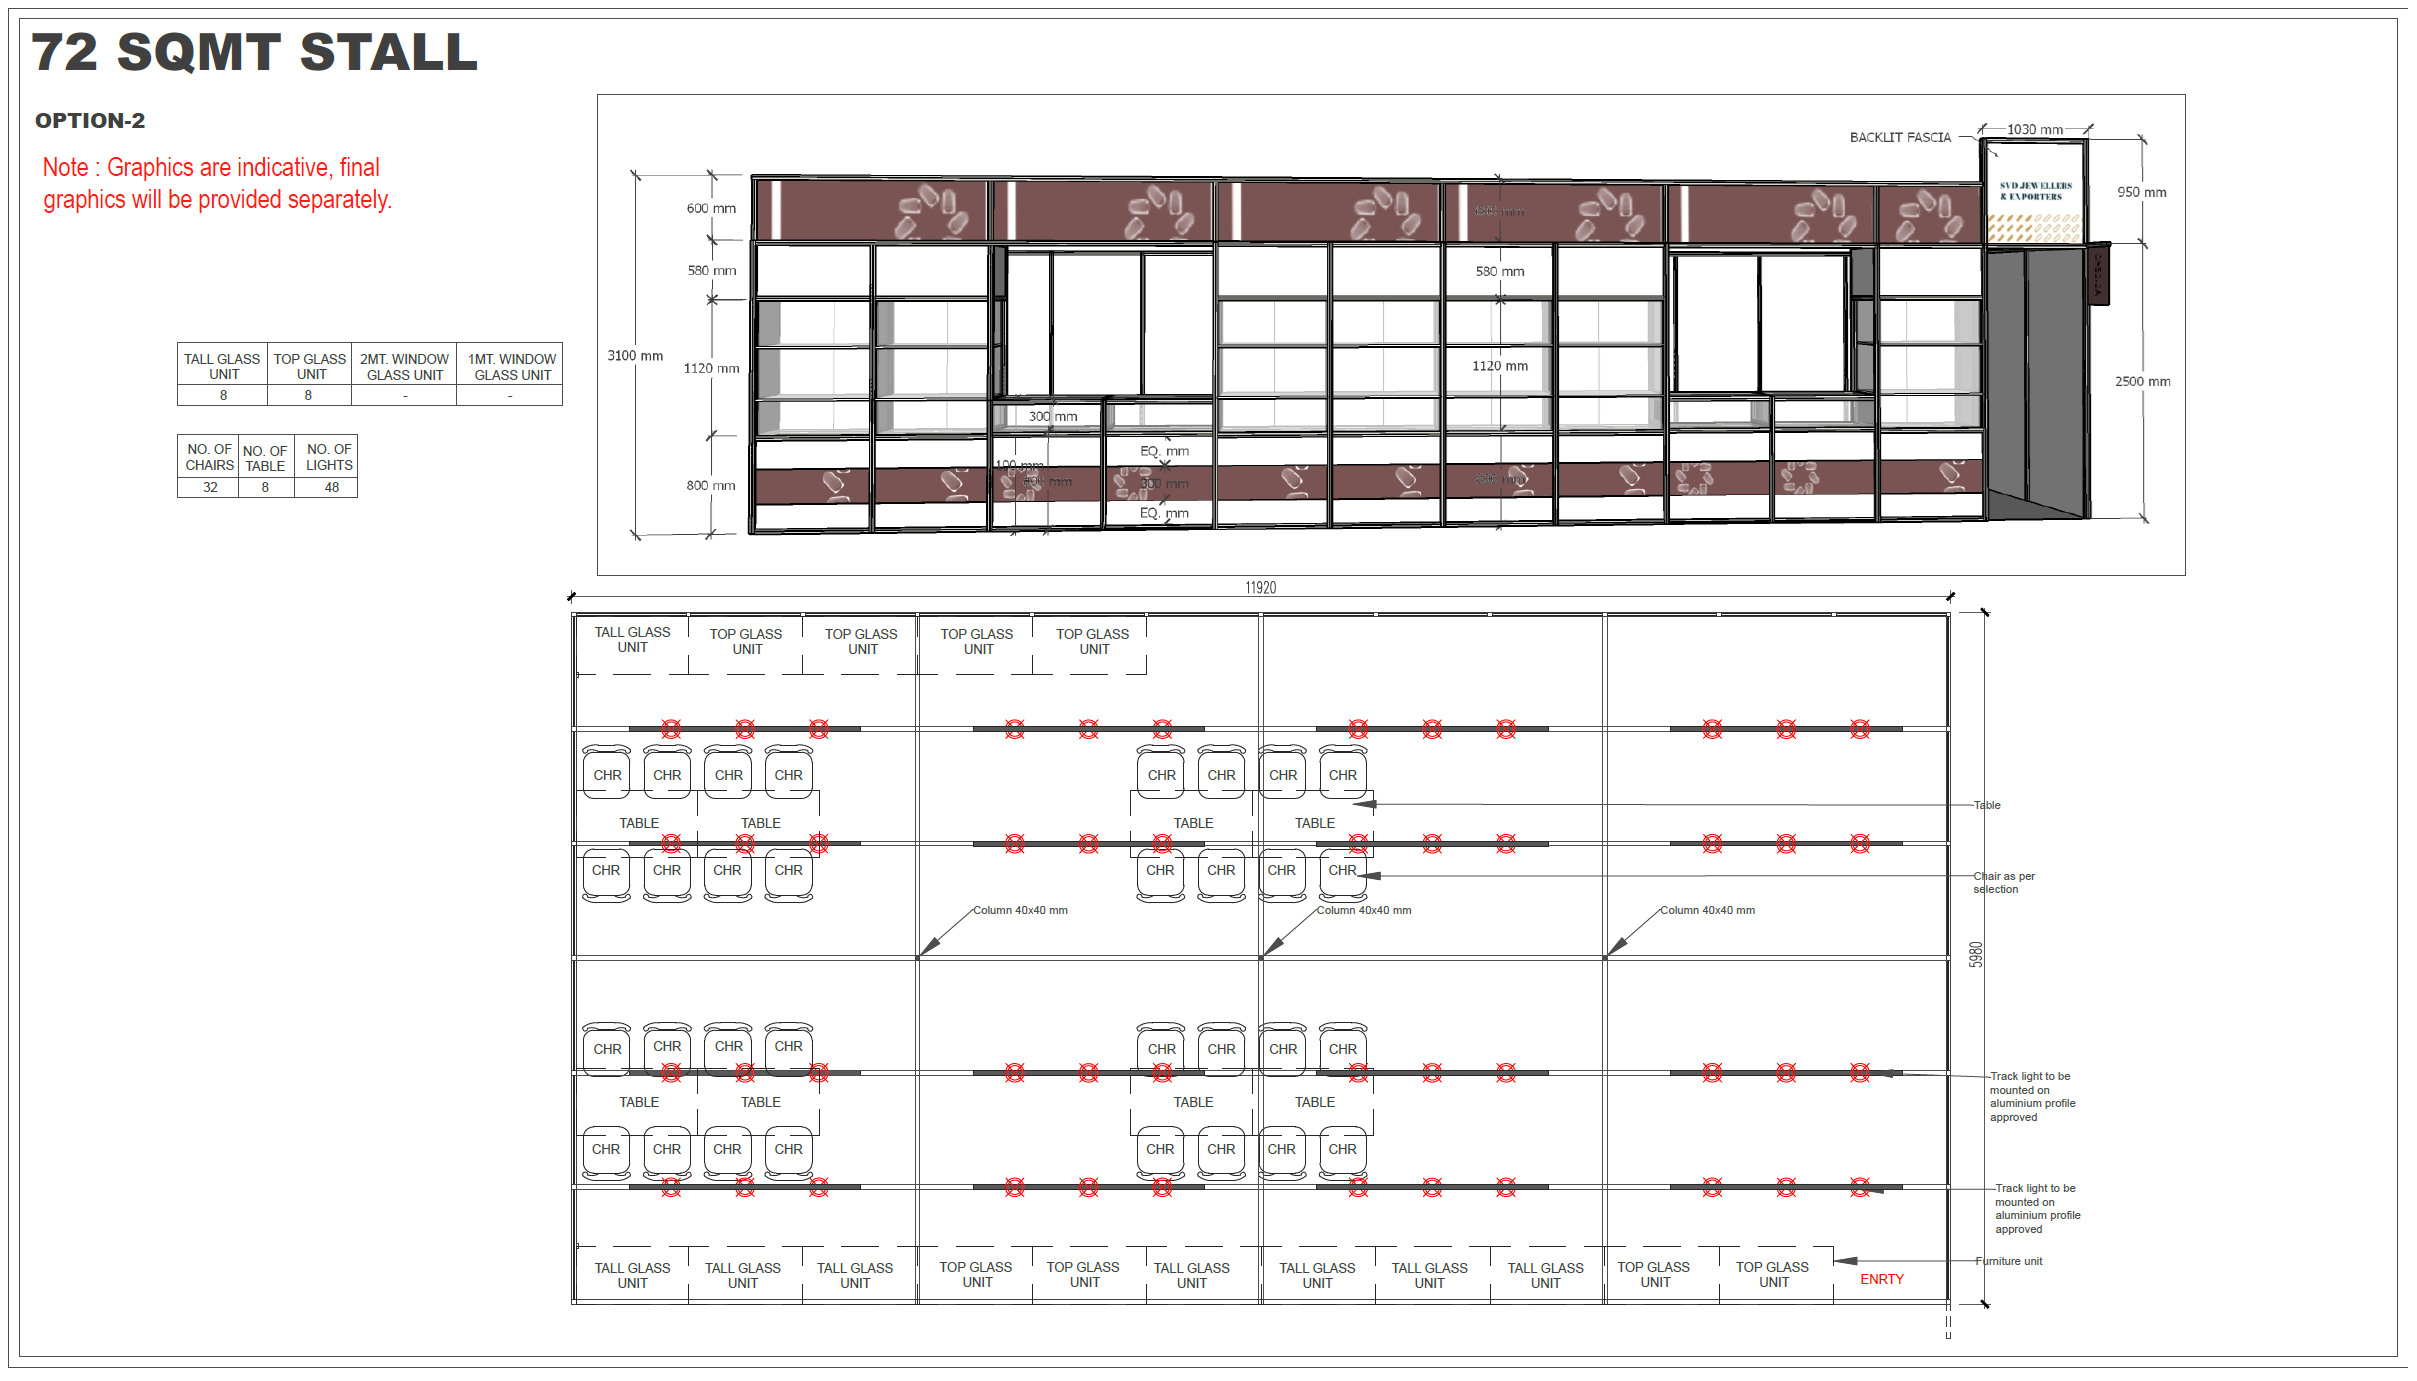 72 SQMT STALL
OPTION-2
Note : Graphics are indicative, final
graphics will be provided separately.
TALL GLASS UNIT
TOP GLASS UNIT
2MT. WINDOW GLASS UNIT
1MT. WINDOW GLASS UNIT
8
8
-
-
NO. OF CHAIRS
NO. OF TABLE
NO. OF LIGHTS
32
8
48
BACKLIT FASCIA
1030 mm
SVD JEWELLERS
& EXPORTERS
950 mm
2500 mm
3100 mm
600 mm
580 mm
1120 mm
800 mm
300 mm
EQ. mm
300 mm
EQ. mm
580 mm
1120 mm
11920
5980
TALL GLASS UNIT
TOP GLASS UNIT
TOP GLASS UNIT
TOP GLASS UNIT
TOP GLASS UNIT
CHR CHR CHR CHR
CHR CHR CHR CHR
TABLE TABLE
TABLE TABLE
Table
CHR CHR CHR CHR
CHR CHR CHR CHR
Chair as per
selection
Column 40x40 mm
Column 40x40 mm
Column 40x40 mm
CHR CHR CHR CHR
CHR CHR CHR CHR
TABLE TABLE
TABLE TABLE
Track light to be
mounted on
aluminium profile
approved
CHR CHR CHR CHR
CHR CHR CHR CHR
Track light to be
mounted on
aluminium profile
approved
TALL GLASS UNIT
TALL GLASS UNIT
TALL GLASS UNIT
TOP GLASS UNIT
TOP GLASS UNIT
TALL GLASS UNIT
TALL GLASS UNIT
TALL GLASS UNIT
TALL GLASS UNIT
TOP GLASS UNIT
TOP GLASS UNIT
ENRTY
Furniture unit